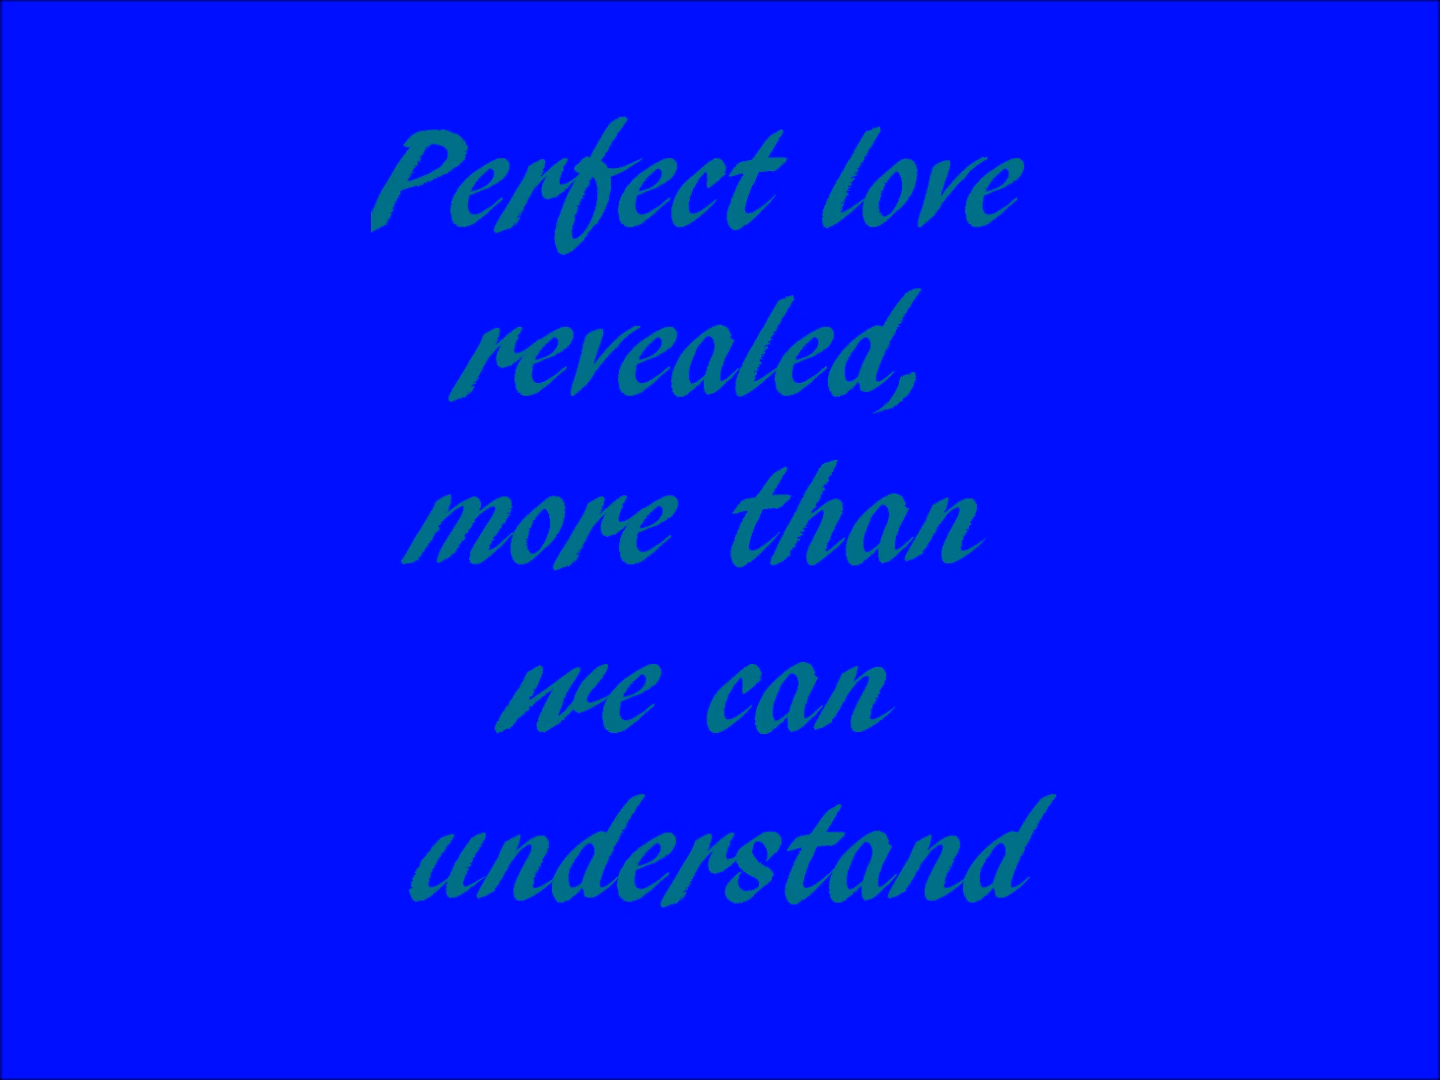 Perfect love
revealed,
more than
we can
understand